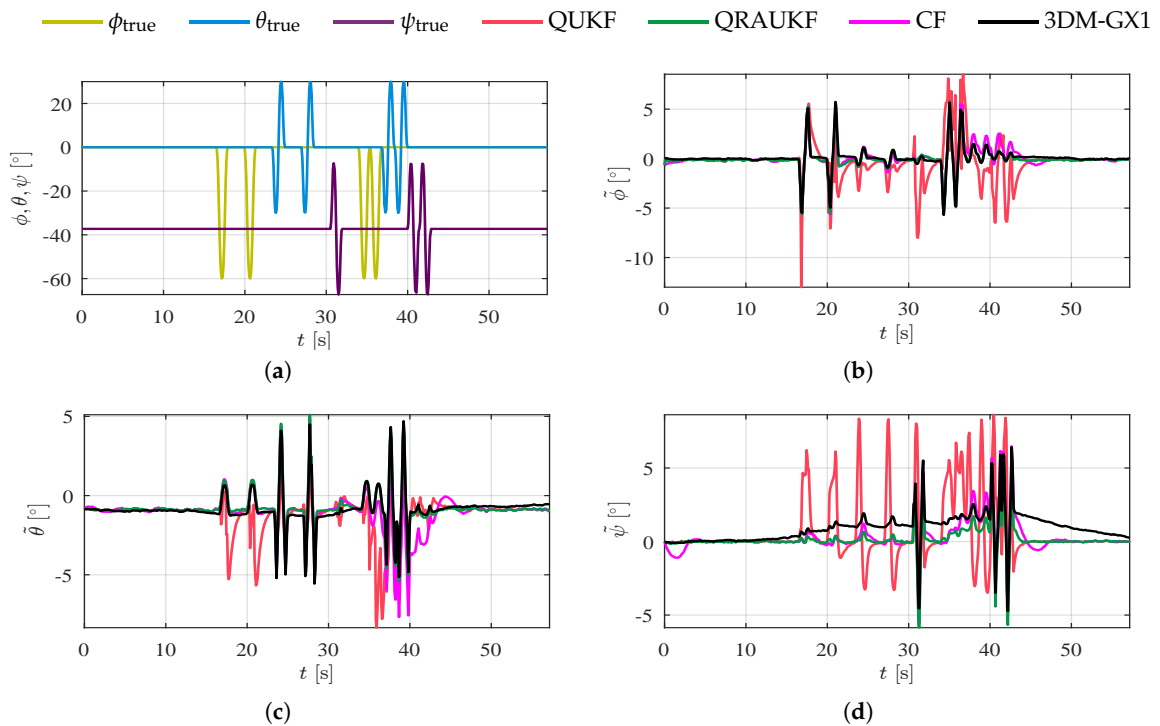 ϕtrue θtrue ψtrue QUKF QRAUKF CF 3DM-GX1
20
0
-20
-40
-60
ϕ, θ, ψ [°]
0 10 20 30 40 50
t [s]
(a)
5
0
-5
-10
ϕ̃ [°]
0 10 20 30 40 50
t [s]
(b)
5
0
-5
θ̃ [°]
0 10 20 30 40 50
t [s]
(c)
5
0
-5
ψ̃ [°]
0 10 20 30 40 50
t [s]
(d)